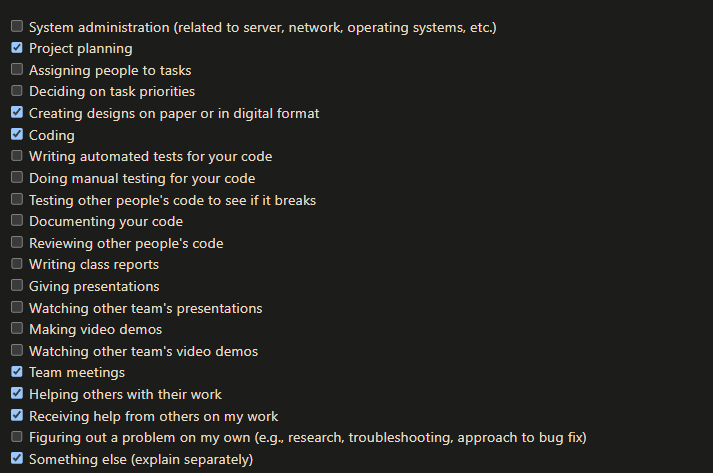 System administration (related to server, network, operating systems, etc.)
Project planning
Assigning people to tasks
Deciding on task priorities
Creating designs on paper or in digital format
Coding
Writing automated tests for your code
Doing manual testing for your code
Testing other people's code to see if it breaks
Documenting your code
Reviewing other people's code
Writing class reports
Giving presentations
Watching other team's presentations
Making video demos
Watching other team's video demos
Team meetings
Helping others with their work
Receiving help from others on my work
Figuring out a problem on my own (e.g., research, troubleshooting, approach to bug fix)
Something else (explain separately)